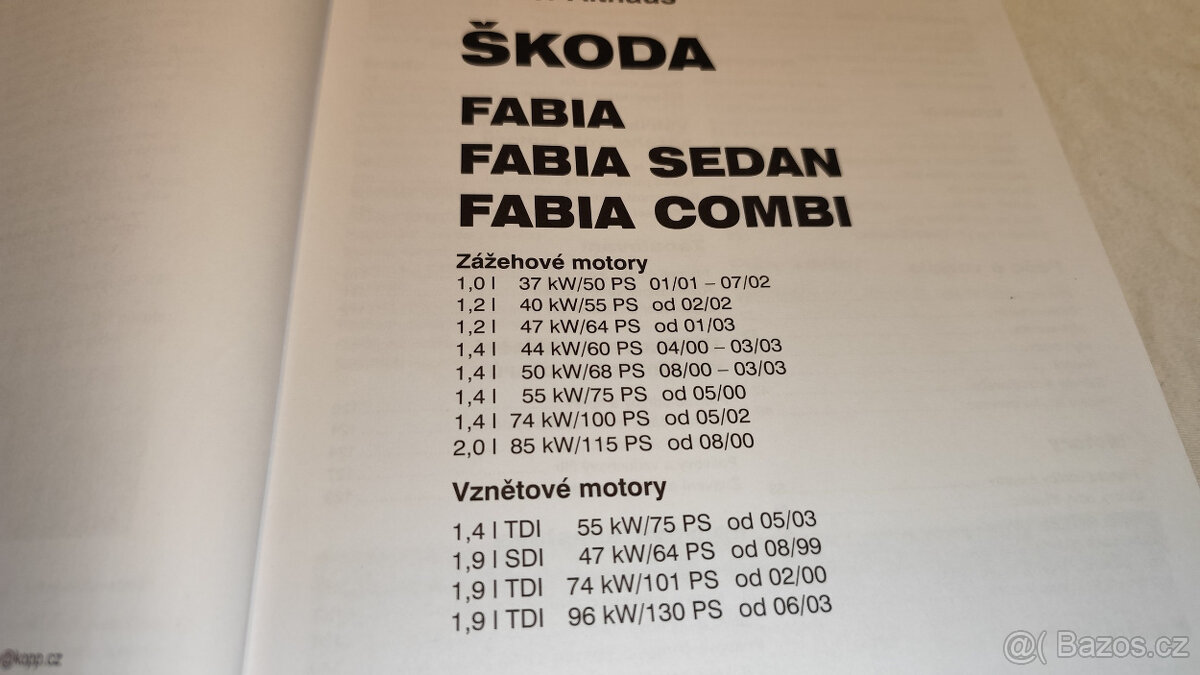 ŠKODA
FABIA
FABIA SEDAN
FABIA COMBI
Zážehové motory
1,0 l 37 kW/50 PS 01/01 – 07/02
1,2 l 40 kW/55 PS od 02/02
1,2 l 47 kW/64 PS od 01/03
1,4 l 44 kW/60 PS 04/00 – 03/03
1,4 l 50 kW/68 PS 08/00 – 03/03
1,4 l 55 kW/75 PS od 05/00
1,4 l 74 kW/100 PS od 05/02
2,0 l 85 kW/115 PS od 08/00
Vznětové motory
1,4 l TDI 55 kW/75 PS od 05/03
1,9 l SDI 47 kW/64 PS od 08/99
1,9 l TDI 74 kW/101 PS od 02/00
1,9 l TDI 96 kW/130 PS od 06/03
@kopp.cz
@( Bazos.cz